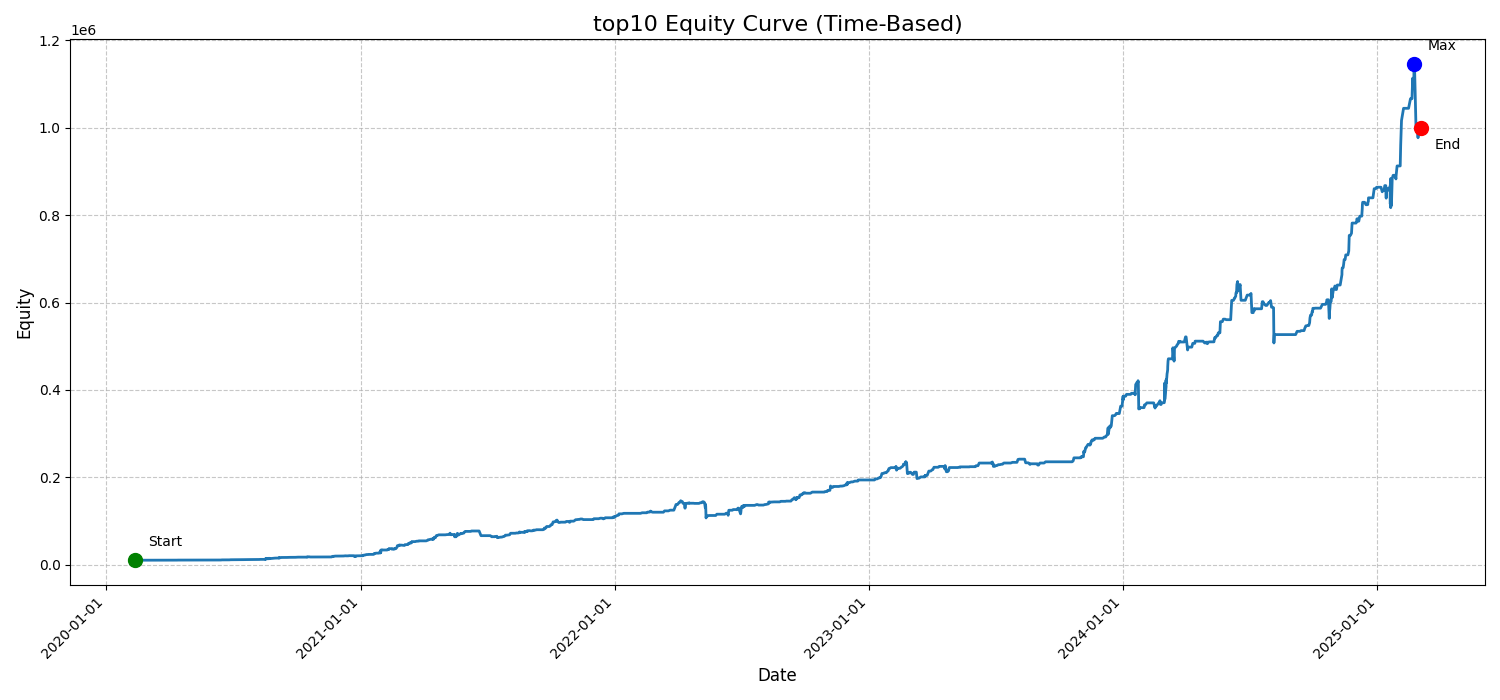 top10 Equity Curve (Time-Based)
1e6
1.2
1.0
0.8
0.6
0.4
0.2
0.0
Equity
Max
End
Start
2020-01-01
2021-01-01
2022-01-01
2023-01-01
2024-01-01
2025-01-01
Date